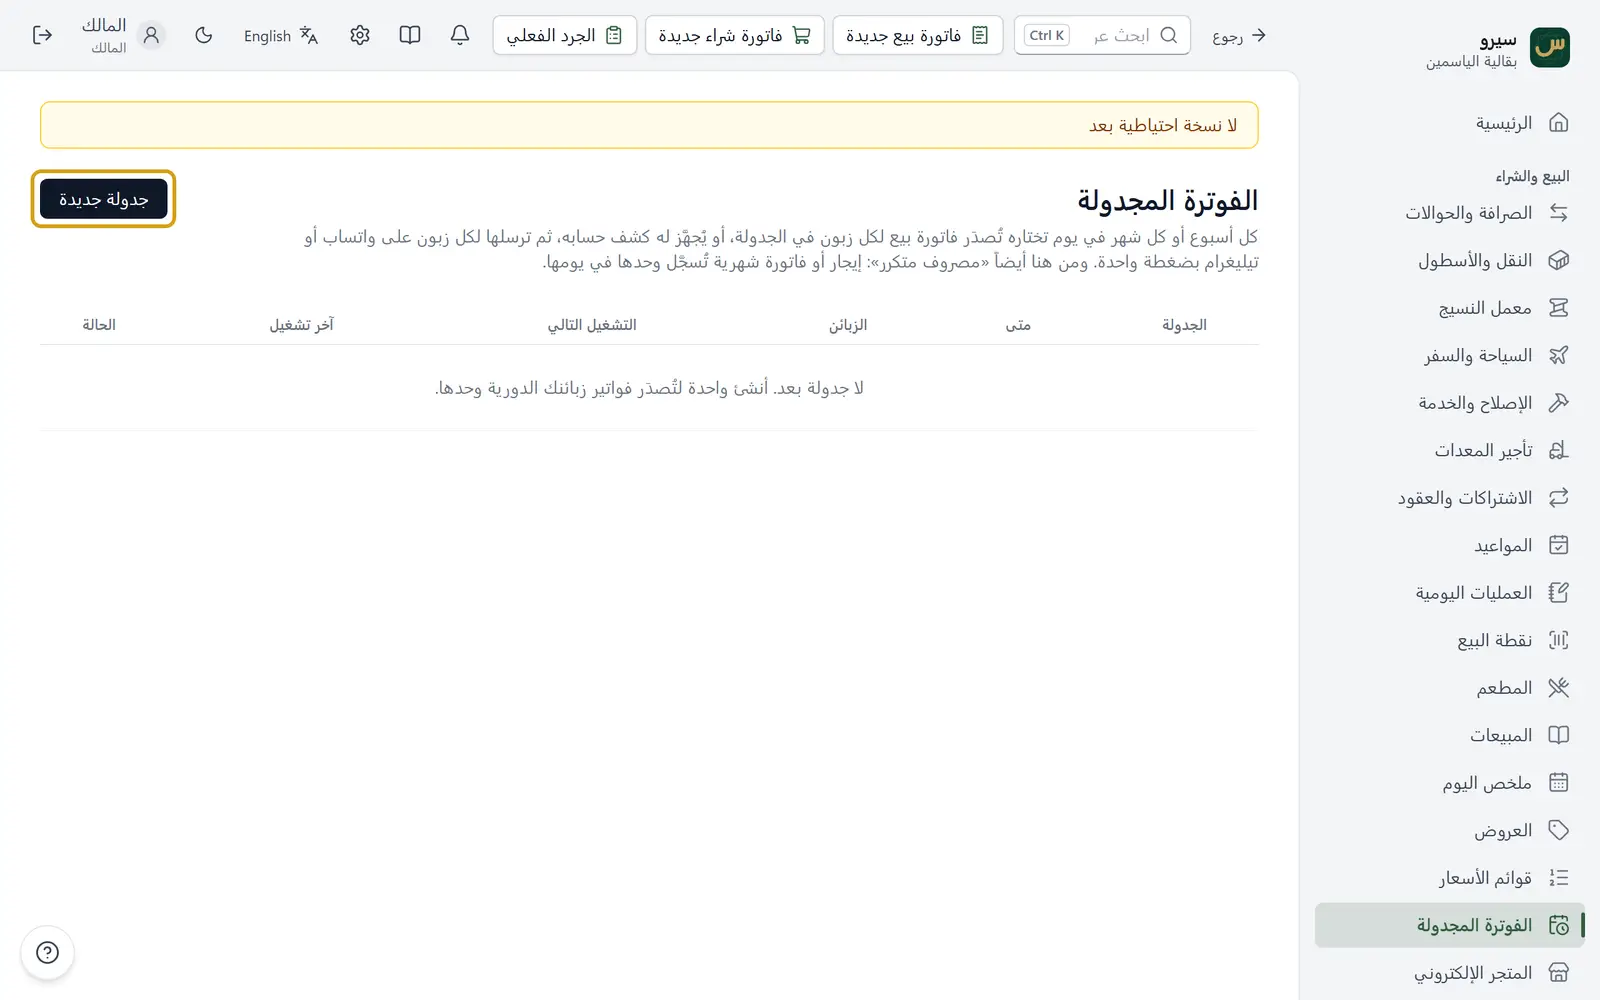 سيرو
بقالية الياسمين
رجوع
ابحث عر
Ctrl K
فاتورة بيع جديدة
فاتورة شراء جديدة
الجرد الفعلي
English
المالك
المالك
الرئيسية
البيع والشراء
الصرافة والحوالات
النقل والأسطول
معمل النسيج
السياحة والسفر
الإصلاح والخدمة
تأجير المعدات
الاشتراكات والعقود
المواعيد
العمليات اليومية
نقطة البيع
المطعم
المبيعات
ملخص اليوم
العروض
قوائم الأسعار
الفوترة المجدولة
المتجر الإلكتروني
لا نسخة احتياطية بعد
الفوترة المجدولة
جدولة جديدة
كل أسبوع أو كل شهر في يوم تختاره تُصدَر فاتورة بيع لكل زبون في الجدولة، أو يُجهَّز له كشف حسابه، ثم ترسلها لكل زبون على واتساب أو
تيليغرام بضغطة واحدة. ومن هنا أيضاً «مصروف متكرر»: إيجار أو فاتورة شهرية تُسجَّل وحدها في يومها.
الجدولة متى الزبائن التشغيل التالي آخر تشغيل الحالة
لا جدولة بعد. أنشئ واحدة لتُصدَر فواتير زبائنك الدورية وحدها.